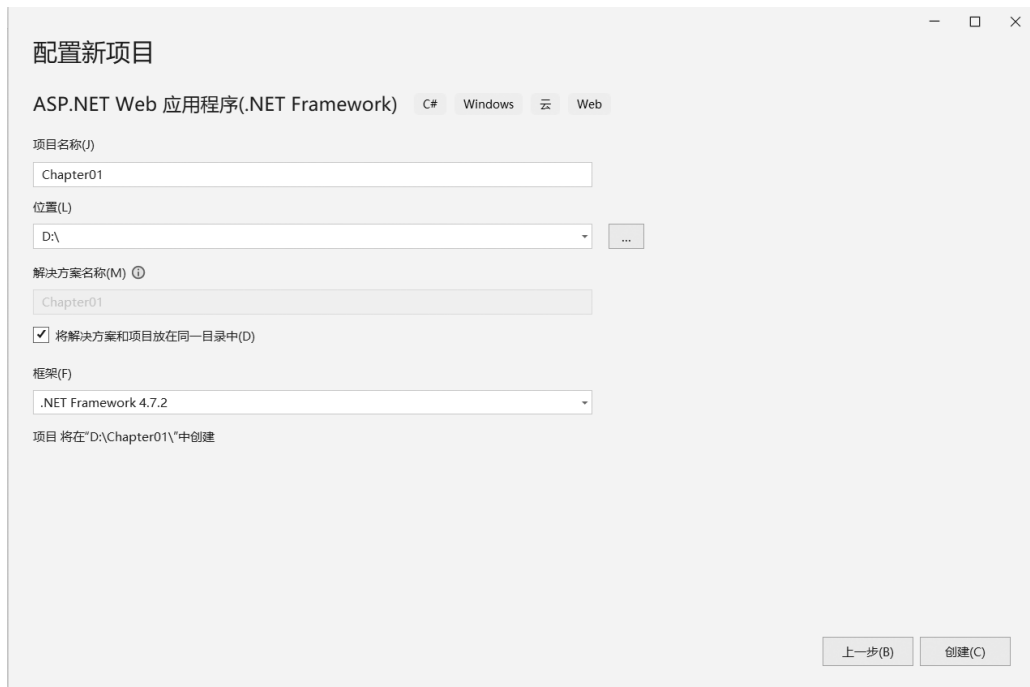 配置新项目
ASP.NET Web 应用程序(.NET Framework) C# Windows 云 Web
项目名称(J)
Chapter01
位置(L)
D:\
...
解决方案名称(M)
Chapter01
将解决方案和项目放在同一目录中(D)
框架(F)
.NET Framework 4.7.2
项目 将在“D:\Chapter01\”中创建
上一步(B) 创建(C)